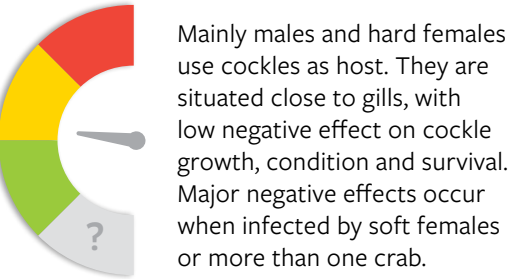 Mainly males and hard females
use cockles as host. They are
situated close to gills, with
low negative effect on cockle
growth, condition and survival.
Major negative effects occur
when infected by soft females
or more than one crab.
?